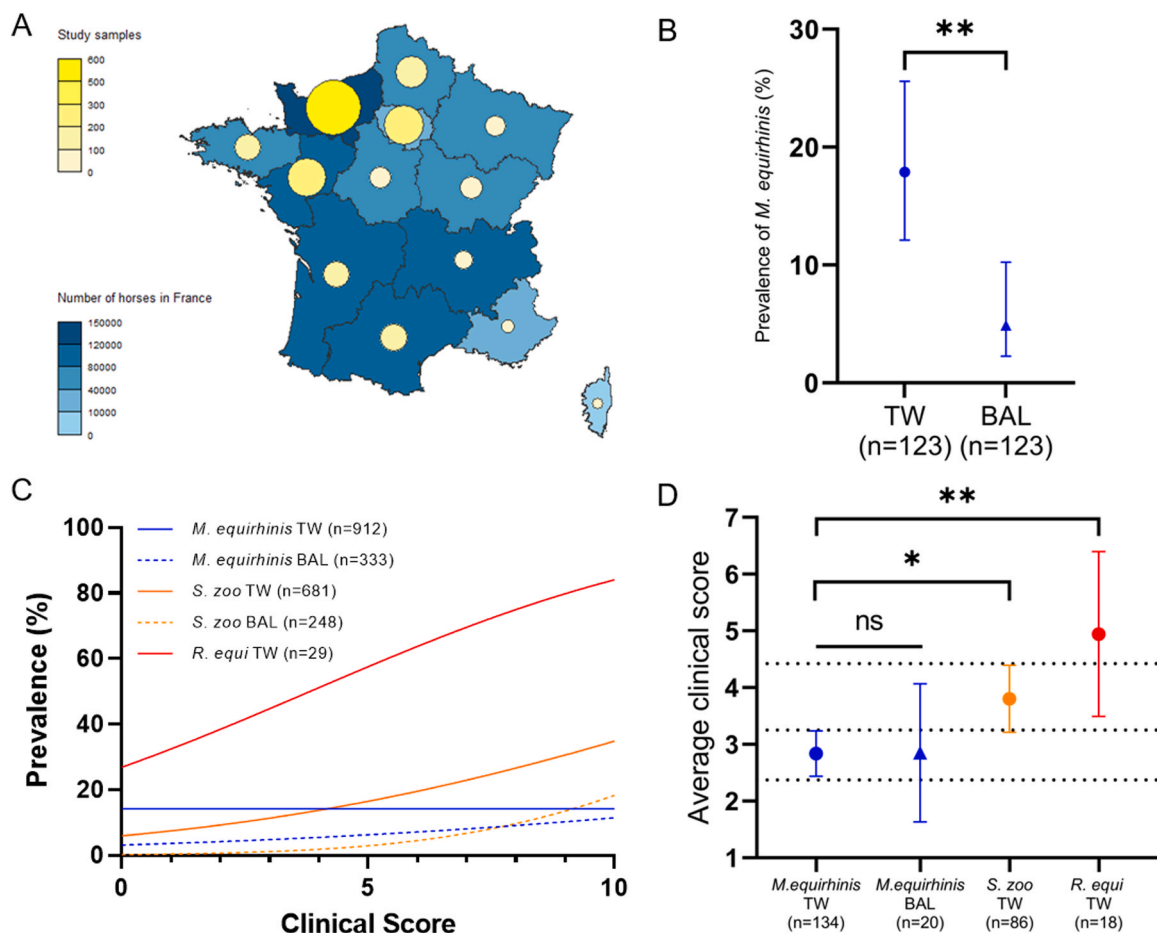 A
Study samples
600
500
300
200
100
0
Number of horses in France
150000
120000
80000
40000
10000
0
B
Prevalence of M. equirhinis (%)
30
20
10
0
**
TW
(n=123)
BAL
(n=123)
C
Prevalence (%)
100
80
60
40
20
0
M. equirhinis TW (n=912)
M. equirhinis BAL (n=333)
S. zoo TW (n=681)
S. zoo BAL (n=248)
R. equi TW (n=29)
0
5
10
Clinical Score
D
Average clinical score
7
6
5
4
3
2
1
**
*
ns
M.equirhinis
TW
(n=134)
M.equirhinis
BAL
(n=20)
S. zoo
TW
(n=86)
R. equi
TW
(n=18)